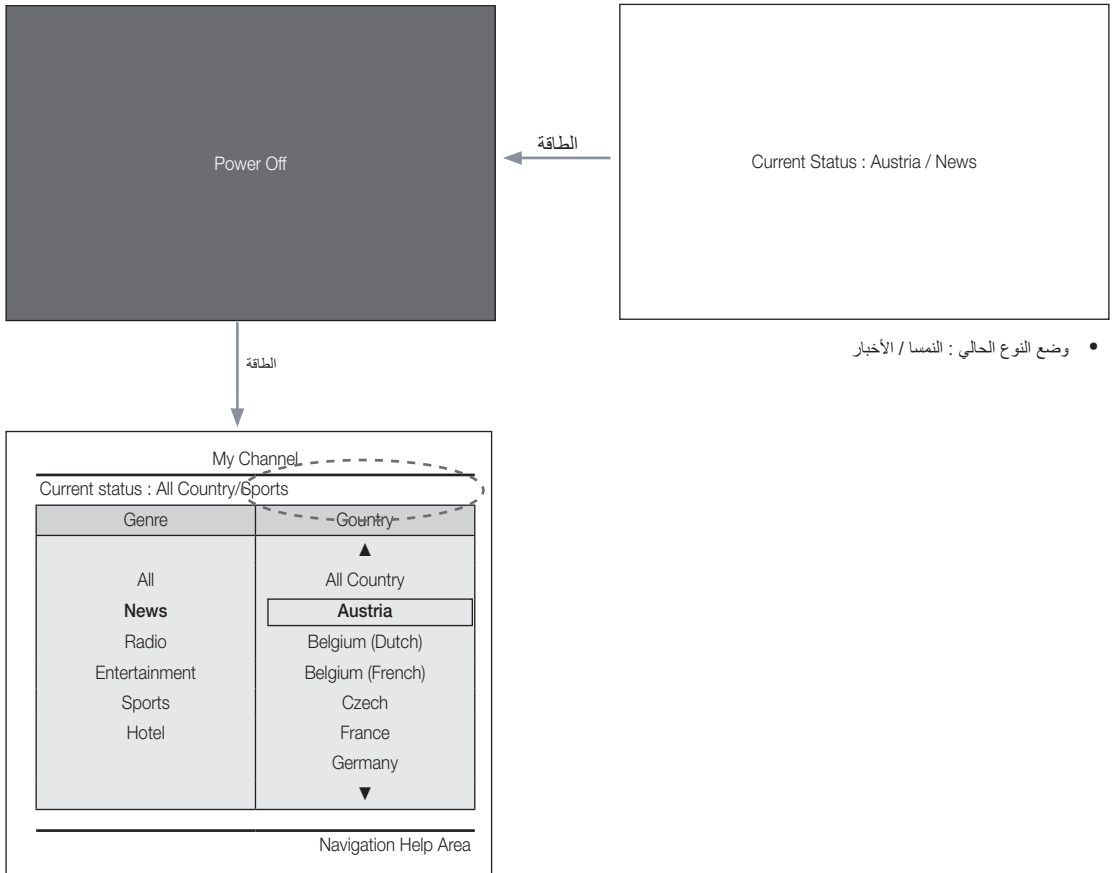 Power Off
الطاقة
Current Status : Austria / News
• وضع النوع الحالي : النمسا / الأخبار
الطاقة
My Channel
Current status : All Country/Sports
Genre Country
▲
All All Country
News Austria
Radio Belgium (Dutch)
Entertainment Belgium (French)
Sports Czech
Hotel France
Germany
▼
Navigation Help Area